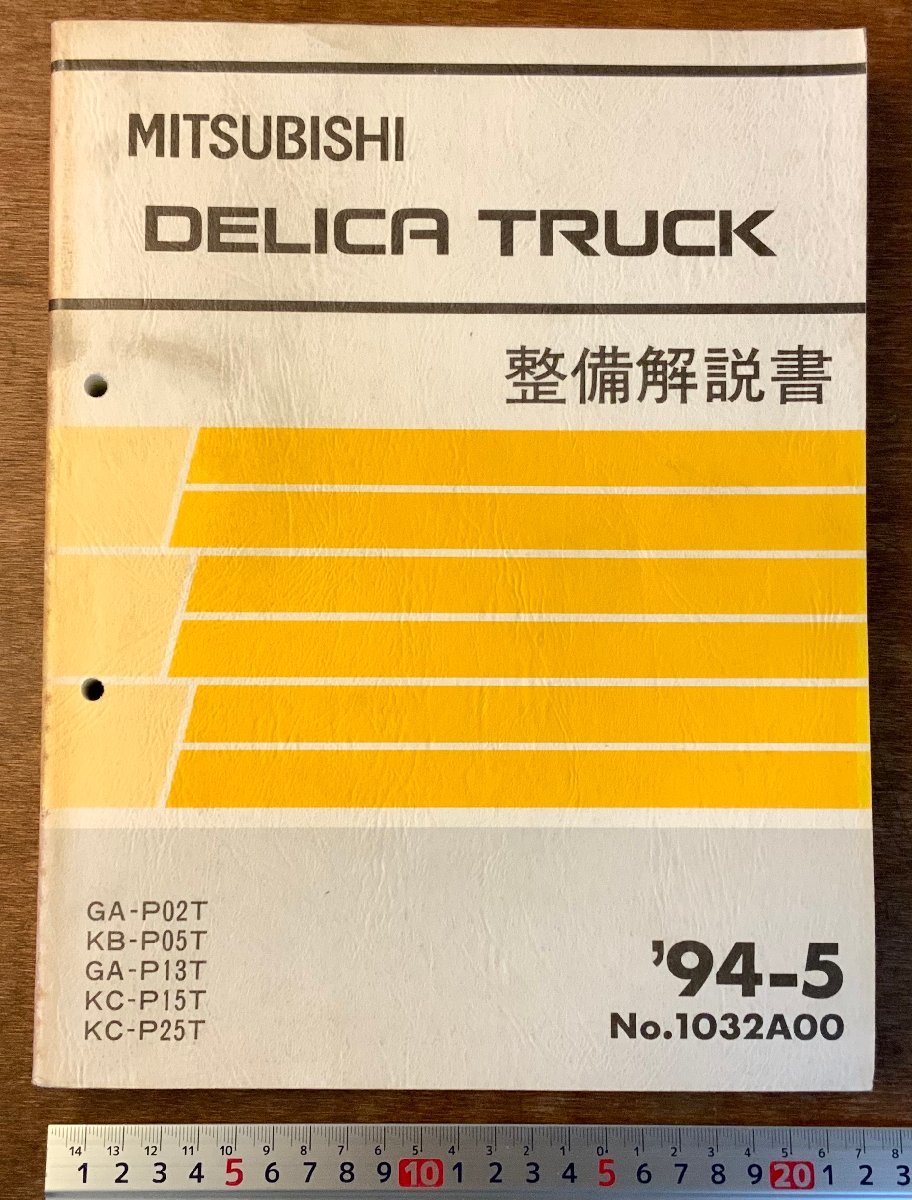 MITSUBISHI
DELICA TRUCK
整備解説書
GA-P02T
KB-P05T
GA-P13T
KC-P15T
KC-P25T
'94-5
No.1032A00
14 13 12 11 10 9 8 7 6 5 4 3 2 1 0 1 2 3 4 5 6 7 8
1 2 3 4 5 6 7 8 9 10 1 2 3 4 5 6 7 8 9 20 1 2 3